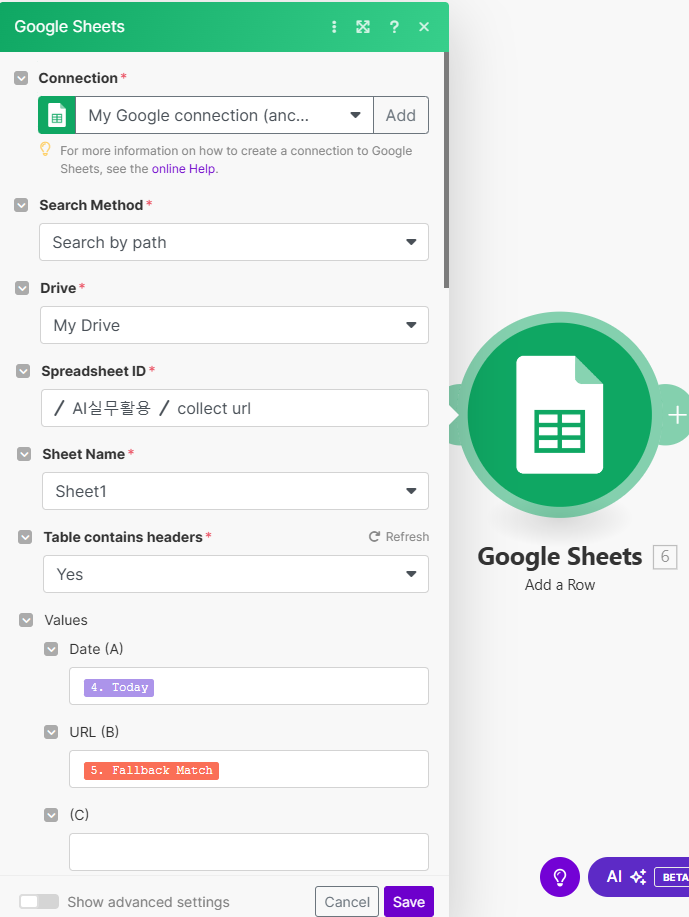 Google Sheets
Connection *
My Google connection (anc...
Add
For more information on how to create a connection to Google
Sheets, see the online Help.
Search Method *
Search by path
Drive *
My Drive
Spreadsheet ID *
/ AI실무활용 / collect url
Sheet Name *
Sheet1
Table contains headers *
Refresh
Yes
Values
Date (A)
4. Today
URL (B)
5. Fallback Match
(C)
Show advanced settings
Cancel
Save
Google Sheets 6
Add a Row
AI BETA